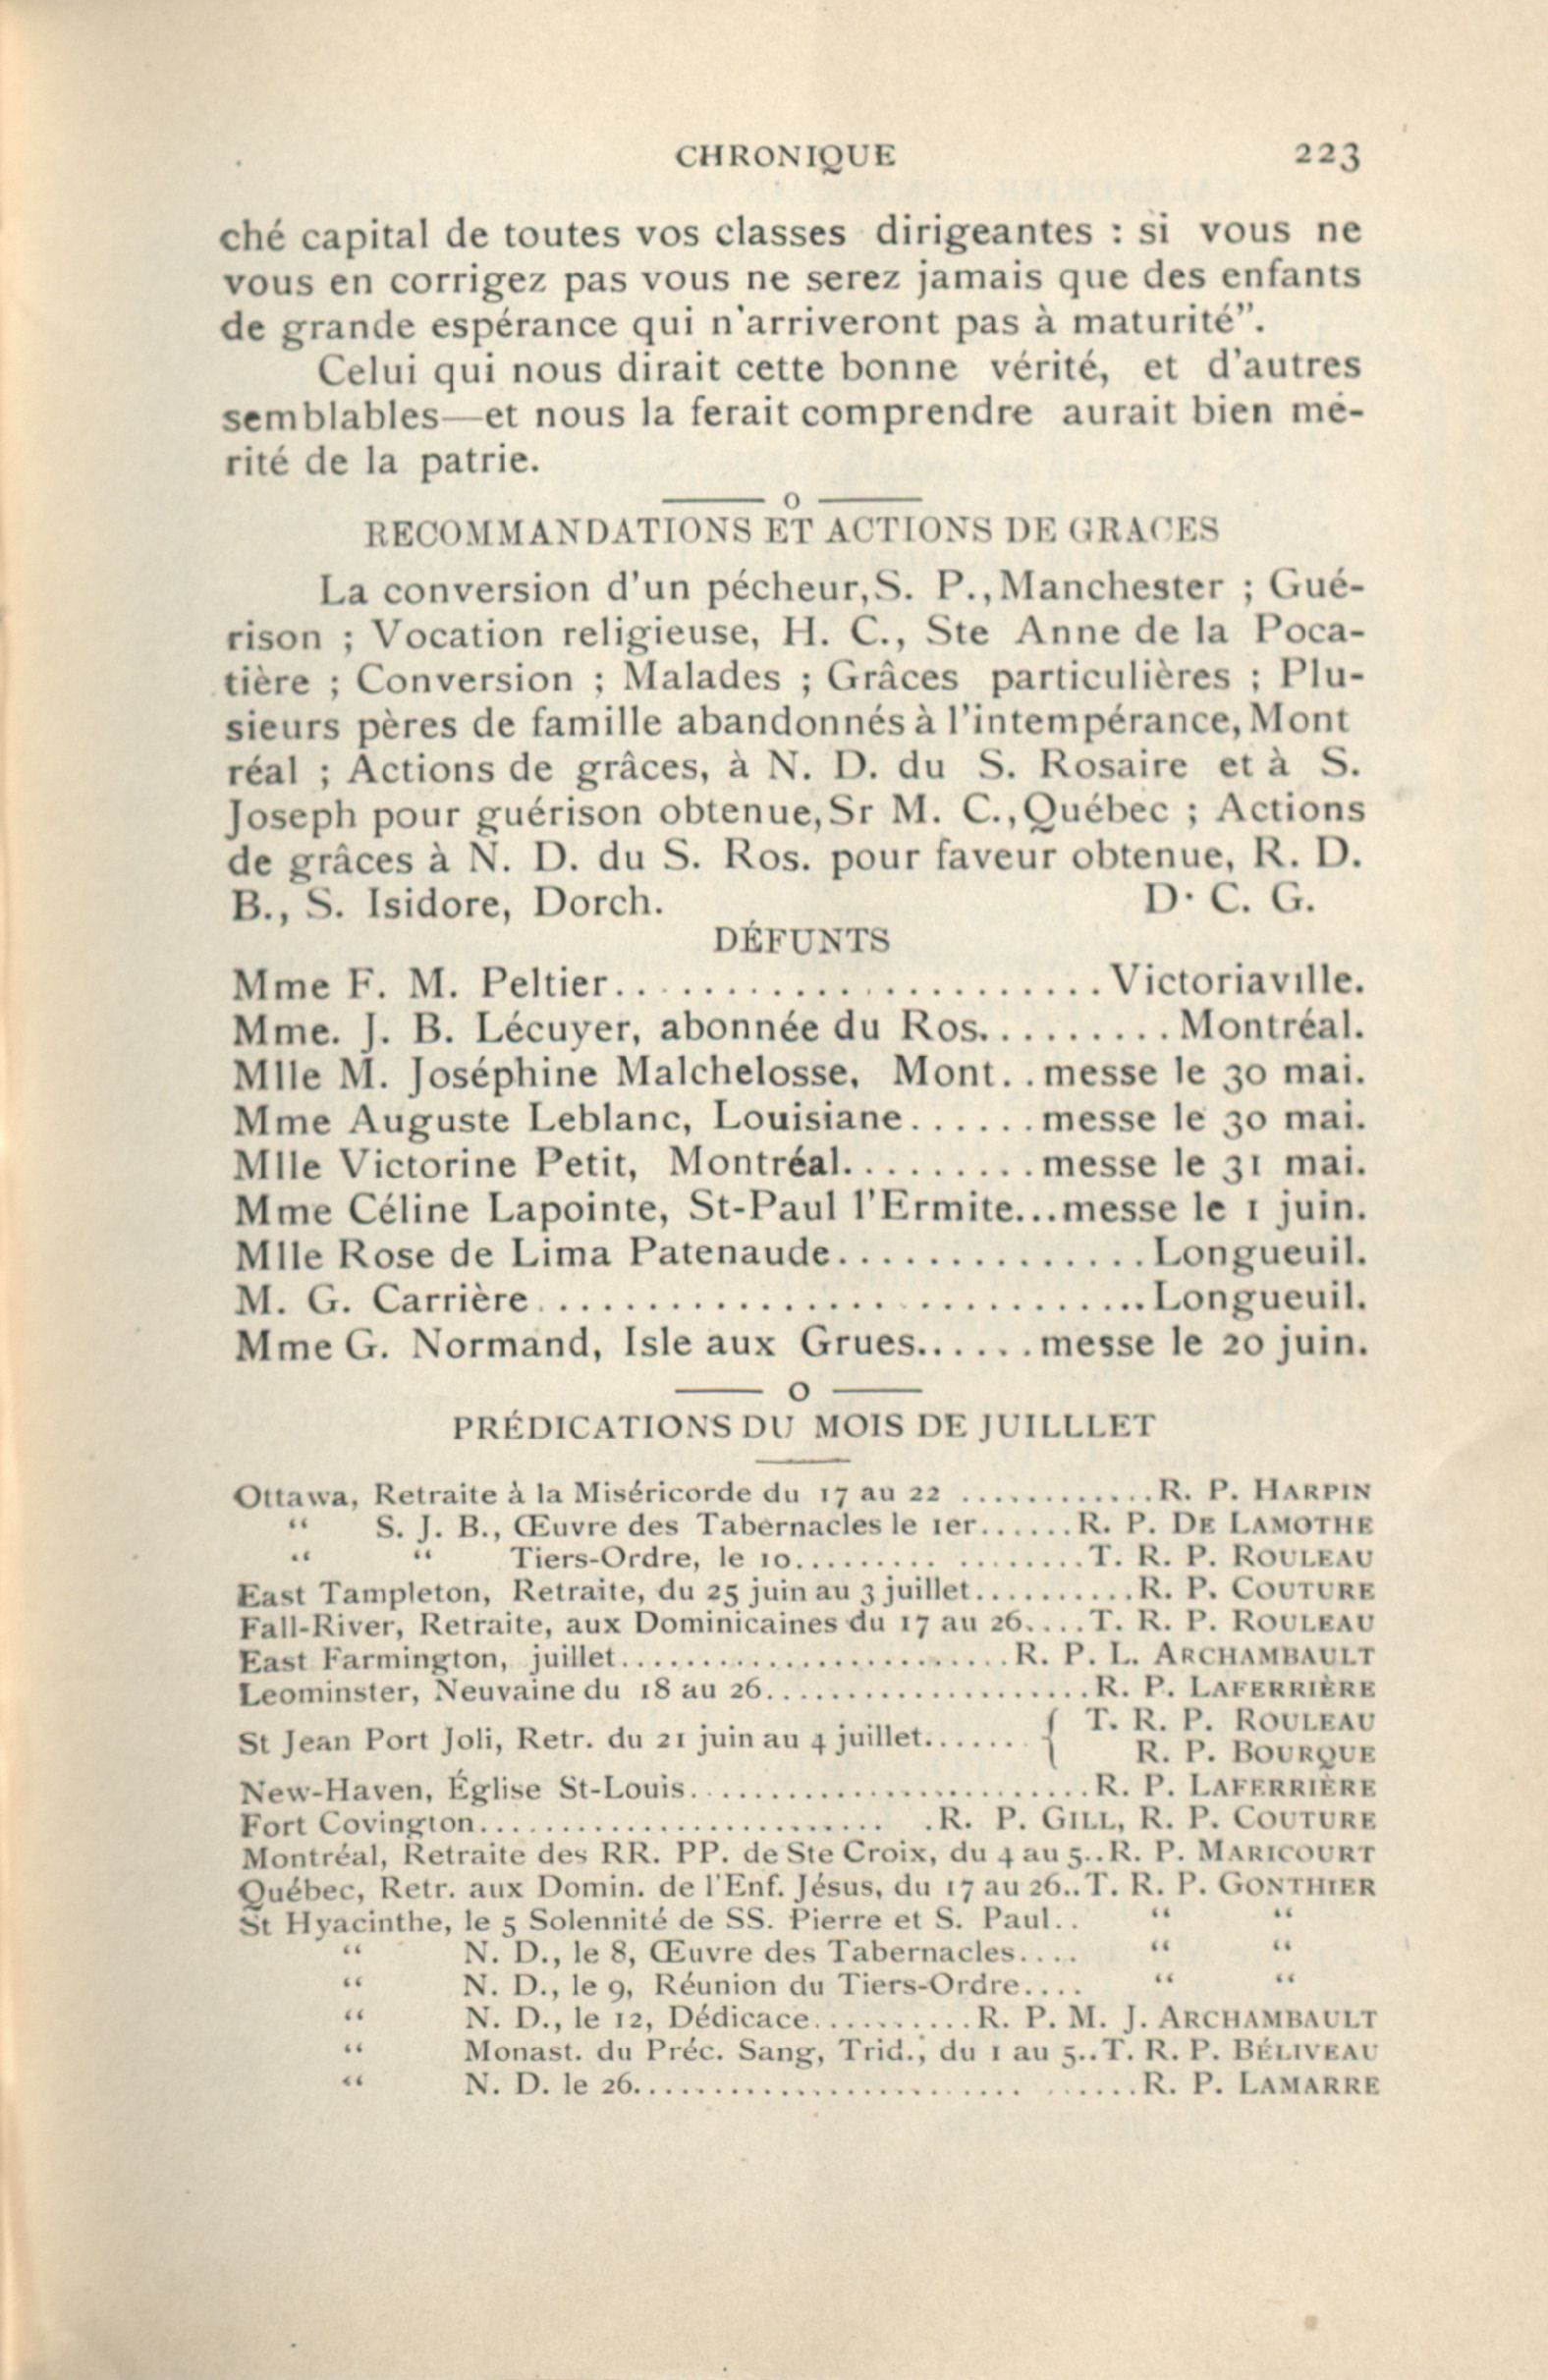 CHRONIQUE 223
ché capital de toutes vos classes dirigeantes : si vous ne
vous en corrigez pas vous ne serez jamais que des enfants
de grande espérance qui n'arriveront pas à maturité”.
Celui qui nous dirait cette bonne vérité, et d'autres
semblables—et nous la ferait comprendre aurait bien mé-
rité de la patrie.
o
RECOMMANDATIONS ET ACTIONS DE GRACES
La conversion d'un pécheur, S. P., Manchester ; Gué-
rison ; Vocation religieuse, H. C., Ste Anne de la Poca-
tière ; Conversion ; Malades ; Grâces particulières ; Plu-
sieurs pères de famille abandonnés à l'intempérance, Mont
réal ; Actions de grâces, à N. D. du S. Rosaire et à S.
Joseph pour guérison obtenue, Sr M. C., Québec ; Actions
de grâces à N. D. du S. Ros. pour faveur obtenue, R. D.
B., S. Isidore, Dorch. D. C. G.
DÉFUNTS
Mme F. M. Peltier........................Victoriaville.
Mme. J. B. Lécuyer, abonnée du Ros..........Montréal.
Mlle M. Joséphine Malchelosse, Mont...messe le 30 mai.
Mme Auguste Leblanc, Louisiane.......messe le 30 mai.
Mlle Victorine Petit, Montréal..........messe le 31 mai.
Mme Céline Lapointe, St-Paul l'Ermite...messe le 1 juin.
Mlle Rose de Lima Patenaude................Longueuil.
M. G. Carrière................................Longueuil.
Mme G. Normand, Isle aux Grues.......messe le 20 juin.
o
PRÉDICATIONS DU MOIS DE JUILLLET
Ottawa, Retraite à la Miséricorde du 17 au 22 ............R. P. HARPIN
“ S. J. B., Œuvre des Tabernacles le 1er......R. P. DE LAMOTHE
“ “ Tiers-Ordre, le 10.......... ........T. R. P. ROULEAU
East Tampleton, Retraite, du 25 juin au 3 juillet..........R. P. COUTURE
Fall-River, Retraite, aux Dominicaines du 17 au 26....T. R. P. ROULEAU
East Farmington, juillet........................R. P. L. ARCHAMBAULT
Leominster, Neuvaine du 18 au 26....................R. P. LAFERRIÈRE
St Jean Port Joli, Retr. du 21 juin au 4 juillet....... { T. R. P. ROULEAU
R. P. BOURQUE
New-Haven, Église St-Louis.........................R. P. LAFERRIÈRE
Fort Covington......................... .R. P. GILL, R. P. COUTURE
Montréal, Retraite des RR. PP. de Ste Croix, du 4 au 5..R. P. MARICOURT
Québec, Retr. aux Domin. de l'Enf. Jésus, du 17 au 26..T. R. P. GONTHIER
St Hyacinthe, le 5 Solennité de SS. Pierre et S. Paul.. “ “
“ N. D., le 8, Œuvre des Tabernacles.... “ “
“ N. D., le 9, Réunion du Tiers-Ordre.... “ “
“ N. D., le 12, Dédicace..........R. P. M. J. ARCHAMBAULT
“ Monast. du Préc. Sang, Trid., du 1 au 5..T. R. P. BÉLIVEAU
“ N. D. le 26........................ ......R. P. LAMARRE